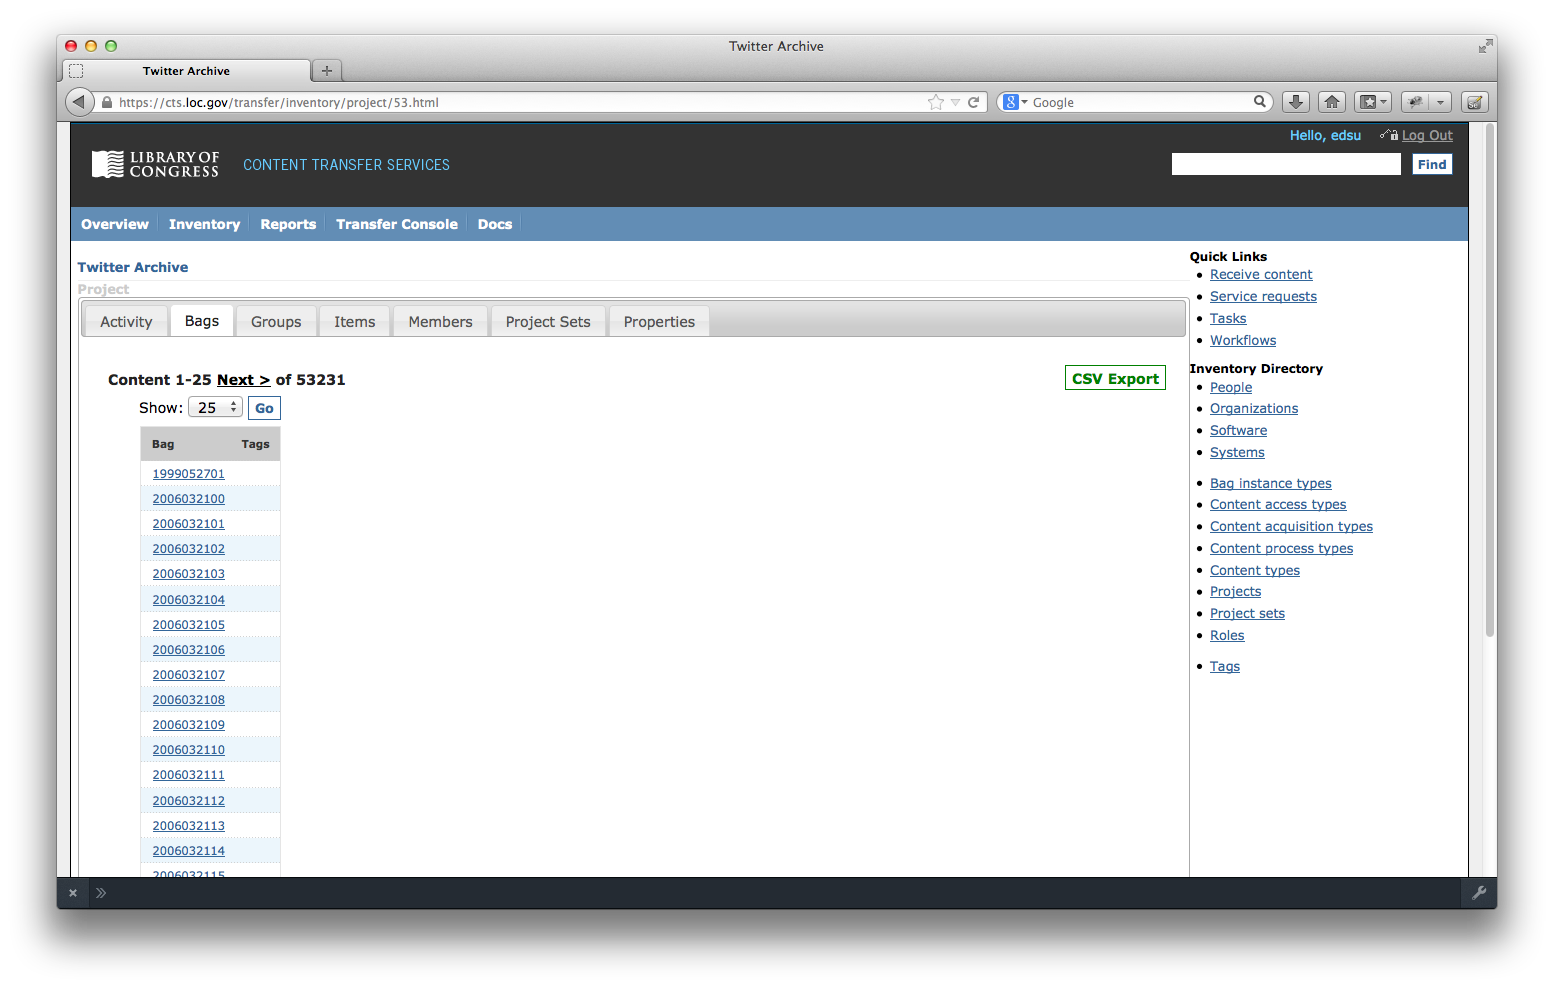 Twitter Archive
Twitter Archive
https://cts.loc.gov/transfer/inventory/project/53.html
Google
Hello, edsu Log Out
LIBRARY OF CONGRESS
CONTENT TRANSFER SERVICES
Find
Overview Inventory Reports Transfer Console Docs
Twitter Archive
Project
Activity Bags Groups Items Members Project Sets Properties
Content 1-25 Next > of 53231
CSV Export
Show: 25 Go
Bag Tags
1999052701
2006032100
2006032101
2006032102
2006032103
2006032104
2006032105
2006032106
2006032107
2006032108
2006032109
2006032110
2006032111
2006032112
2006032113
2006032114
2006032115
Quick Links
Receive content
Service requests
Tasks
Workflows
Inventory Directory
People
Organizations
Software
Systems
Bag instance types
Content access types
Content acquisition types
Content process types
Content types
Projects
Project sets
Roles
Tags